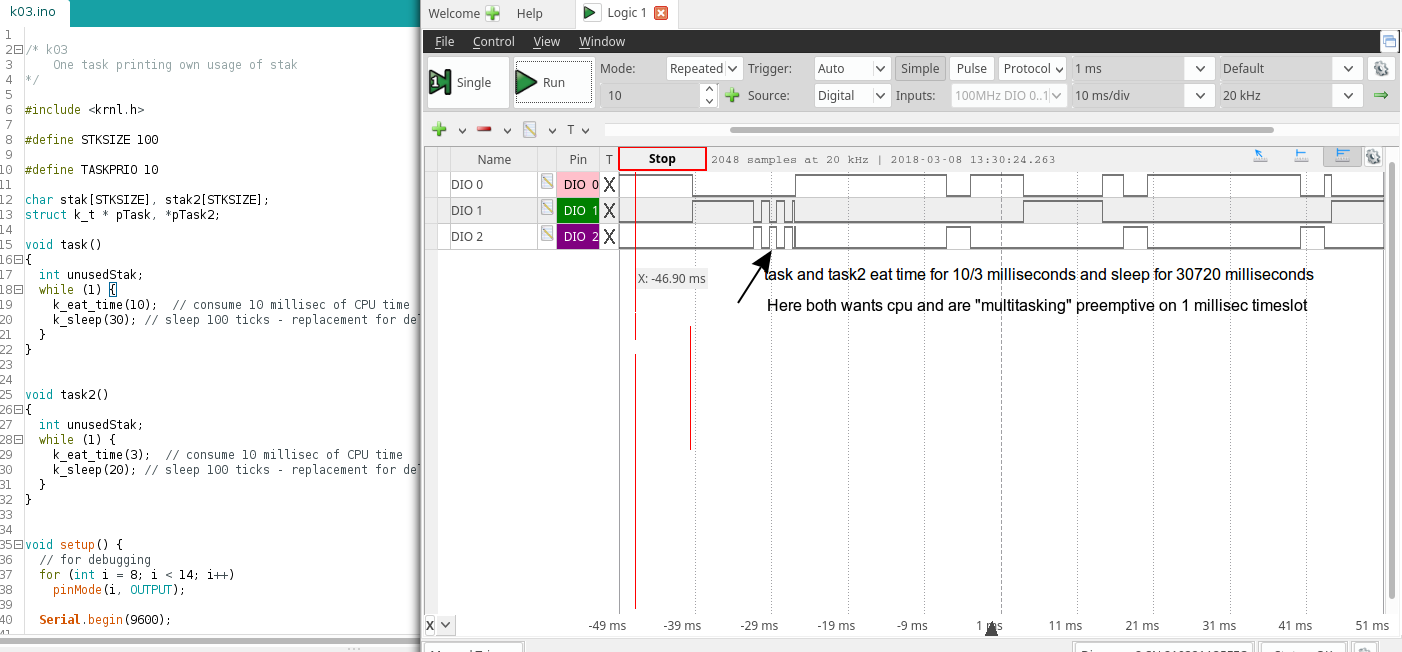 k03.ino
1
2 /* k03
3 One task printing own usage of stak
4 */
5
6 #include <krnl.h>
7
8 #define STKSIZE 100
9
10 #define TASKPRIO 10
11
12 char stak[STKSIZE], stak2[STKSIZE];
13 struct k_t * pTask, *pTask2;
14
15 void task()
16 {
17 int unusedStak;
18 while (1) {
19 k_eat_time(10); // consume 10 millisec of CPU time
20 k_sleep(30); // sleep 100 ticks - replacement for de
21 }
22 }
23
24
25 void task2()
26 {
27 int unusedStak;
28 while (1) {
29 k_eat_time(3); // consume 10 millisec of CPU time
30 k_sleep(20); // sleep 100 ticks - replacement for de
31 }
32 }
33
34
35 void setup() {
36 // for debugging
37 for (int i = 8; i < 14; i++)
38 pinMode(i, OUTPUT);
39
40 Serial.begin(9600);
Welcome Help Logic 1
File Control View Window
Single Run
Mode: Repeated Trigger: Auto Simple Pulse Protocol 1 ms Default
10 Source: Digital Inputs: 100MHz DIO 0..1 10 ms/div 20 kHz
T
Name Pin T Stop 2048 samples at 20 kHz | 2018-03-08 13:30:24.263
DIO 0 DIO 0 X
DIO 1 DIO 1 X
DIO 2 DIO 2 X
X: -46.90 ms
task and task2 eat time for 10/3 milliseconds and sleep for 30720 milliseconds
Here both wants cpu and are "multitasking" preemptive on 1 millisec timeslot
X -49 ms -39 ms -29 ms -19 ms -9 ms 1 ms 11 ms 21 ms 31 ms 41 ms 51 ms